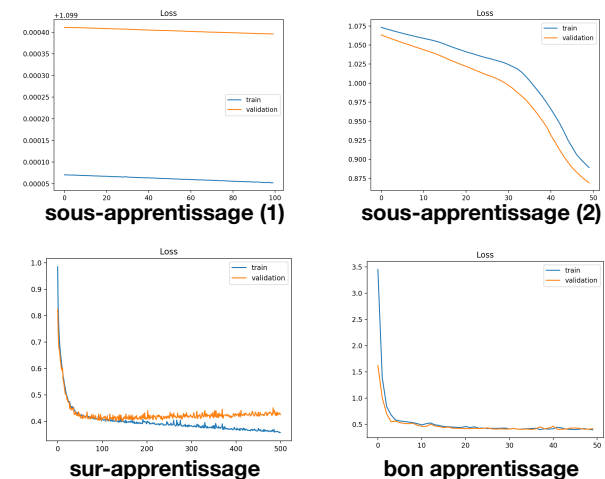 Loss
+1.099
0.00040
0.00035
0.00030
0.00025
0.00020
0.00015
0.00010
0.00005
train
validation
0 20 40 60 80 100
sous-apprentissage (1)
Loss
1.075
1.050
1.025
1.000
0.975
0.950
0.925
0.900
0.875
train
validation
0 10 20 30 40 50
sous-apprentissage (2)
Loss
1.0
0.9
0.8
0.7
0.6
0.5
0.4
train
validation
0 100 200 300 400 500
sur-apprentissage
Loss
3.5
3.0
2.5
2.0
1.5
1.0
0.5
train
validation
0 10 20 30 40 50
bon apprentissage